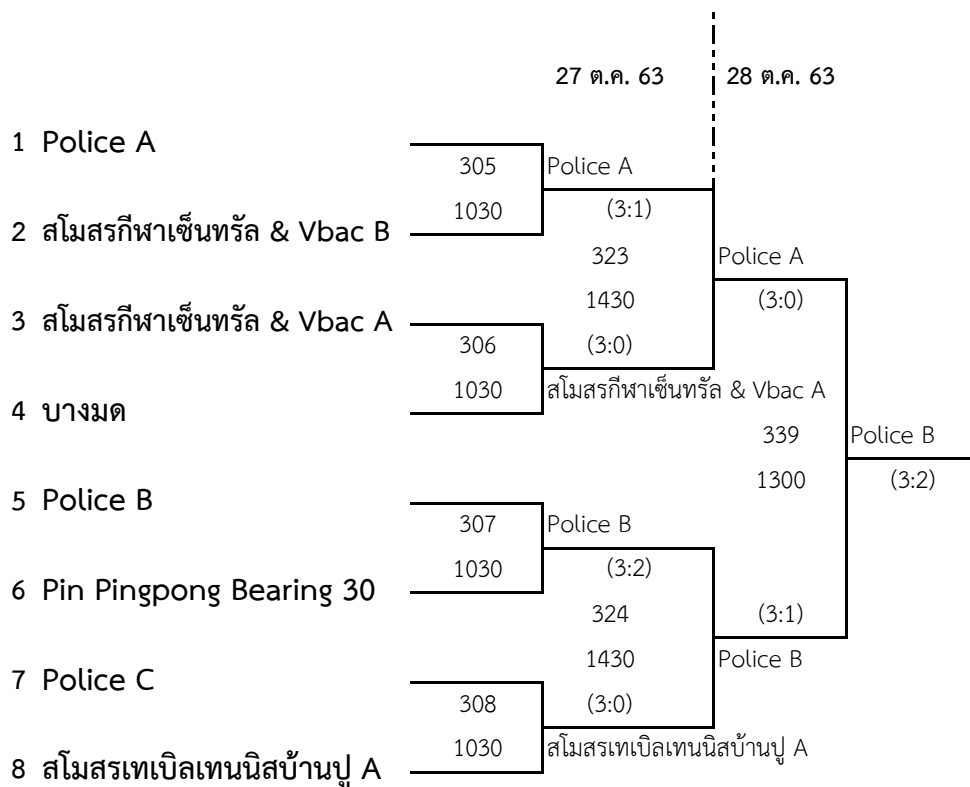 27 ต.ค. 63 28 ต.ค. 63
1 Police A
305 Police A
1030 (3:1)
2 สโมสรกีฬาเซ็นทรัล & Vbac B
323 Police A
1430 (3:0)
3 สโมสรกีฬาเซ็นทรัล & Vbac A
306 (3:0)
1030 สโมสรกีฬาเซ็นทรัล & Vbac A
4 บางมด
339 Police B
1300 (3:2)
5 Police B
307 Police B
1030 (3:2)
6 Pin Pingpong Bearing 30
324 (3:1)
1430 Police B
7 Police C
308 (3:0)
1030 สโมสรเทเบิลเทนนิสบ้านปู A
8 สโมสรเทเบิลเทนนิสบ้านปู A